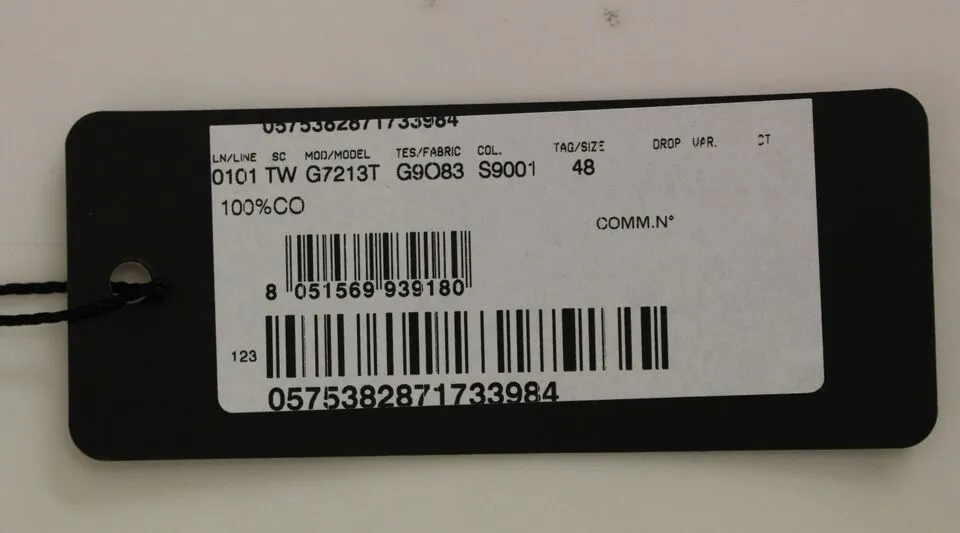 0575382871733984
LN/LINE SC MOD/MODEL TES/FABRIC COL. TAG/SIZE DROP VAR. CT
0101 TW G7213T G9O83 S9001 48
100%CO
COMM.N°
8 051569 939180
123
0575382871733984